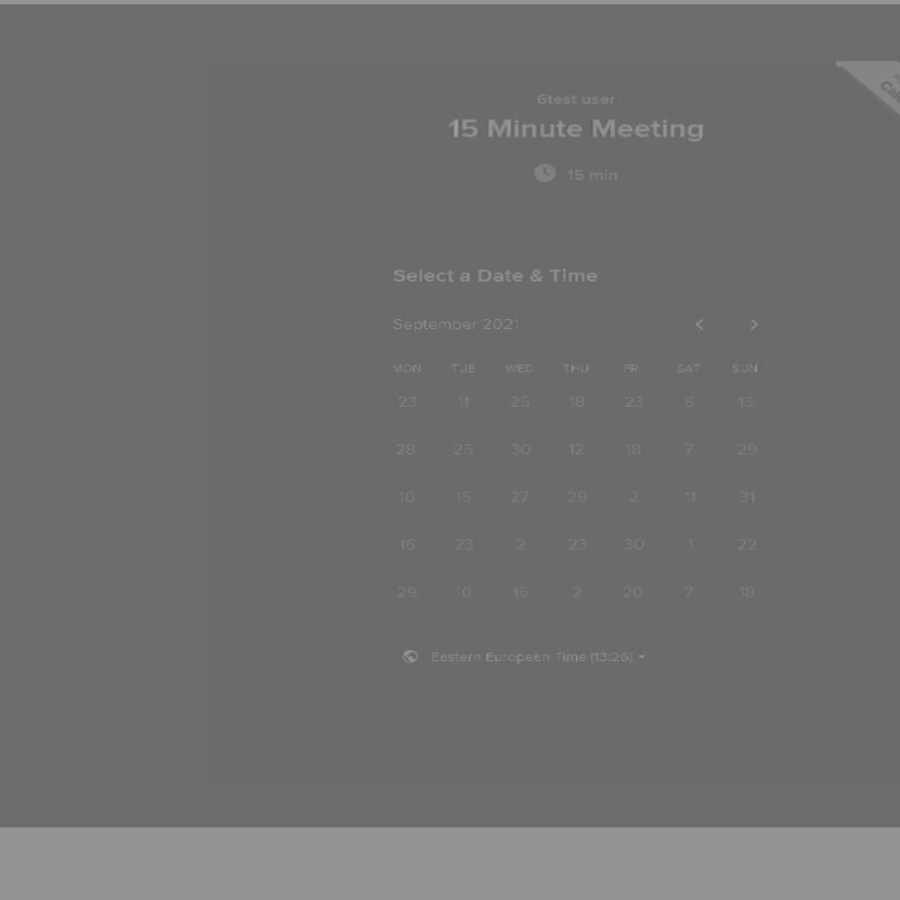 6test user
15 Minute Meeting
15 min
Select a Date & Time
September 2021
MON TUE WED THU FRI SAT SUN
23 11 25 18 23 6 13
28 25 30 12 18 7 29
10 15 27 29 2 11 31
16 23 2 23 30 1 22
29 10 16 2 20 7 18
Eastern European Time (13:26)